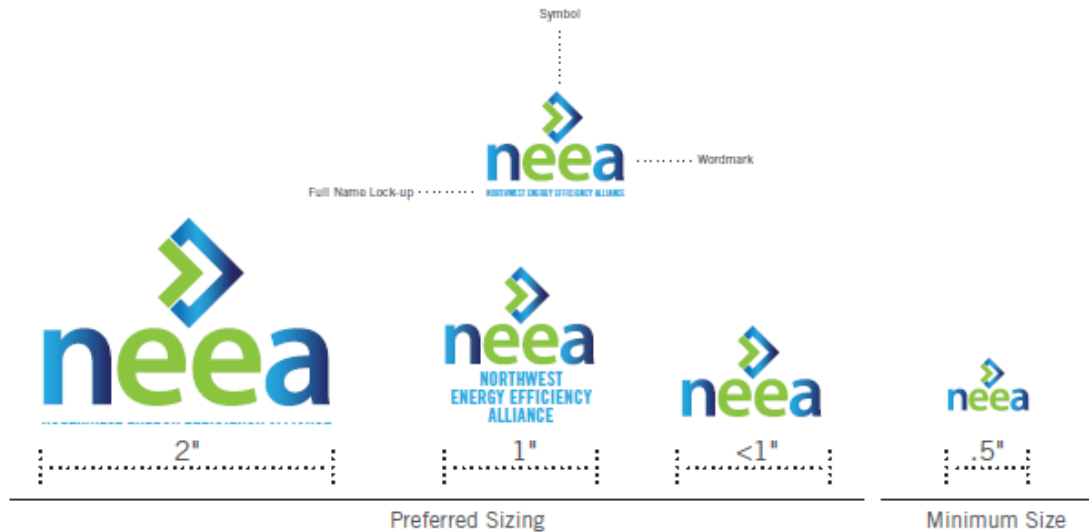 Symbol
neea
Wordmark
Full Name Lock-up
NORTHWEST ENERGY EFFICIENCY ALLIANCE
neea
neea
NORTHWEST
ENERGY EFFICIENCY
ALLIANCE
neea
neea
2"
1"
<1"
.5"
Preferred Sizing
Minimum Size